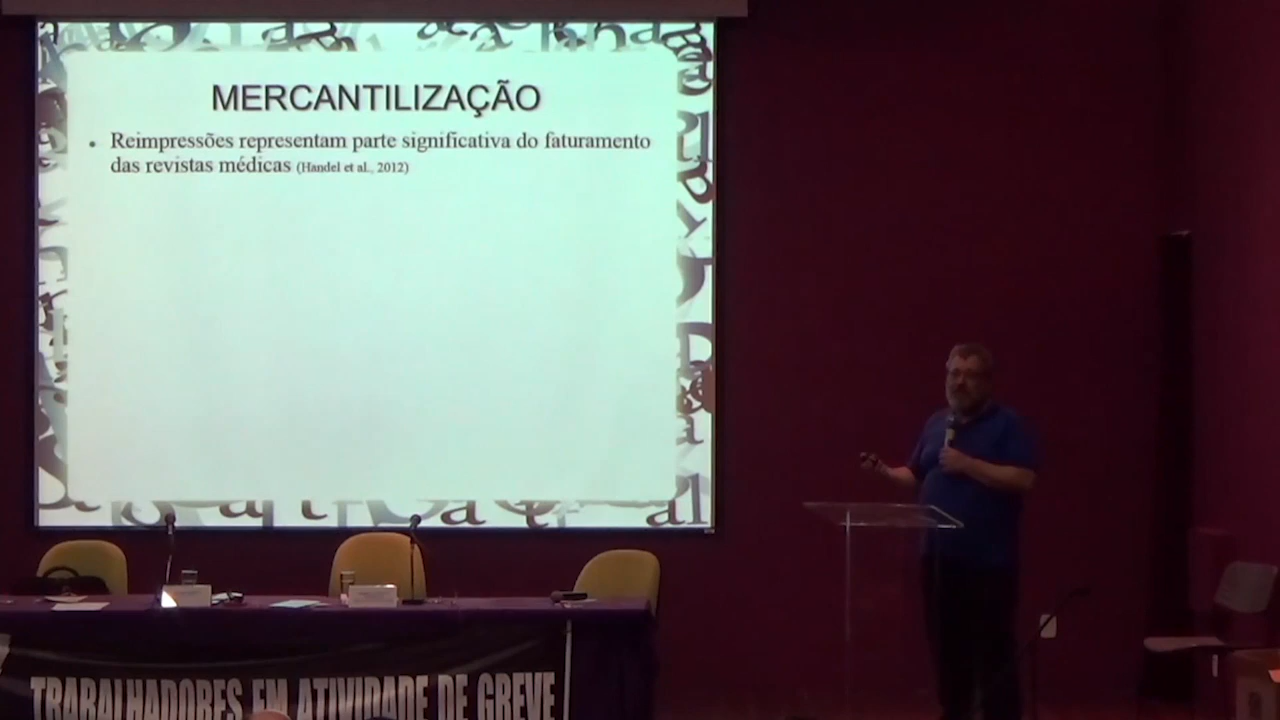 MERCANTILIZAÇÃO
• Reimpressões representam parte significativa do faturamento
das revistas médicas (Handel et al., 2012)
TRABALHADORES EM ATIVIDADE DE GREVE